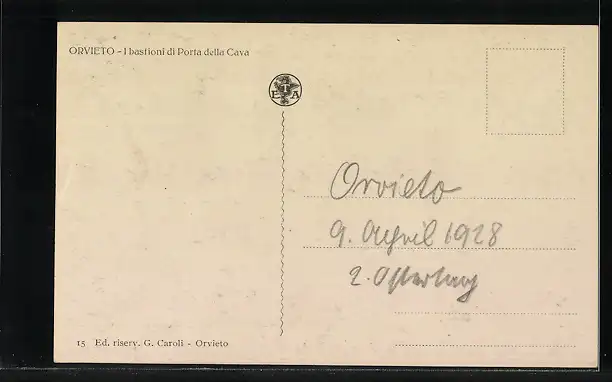 ORVIETO - I bastioni di Porta della Cava
E A T A
Orvieto
9. April 1928
2. Ostertag
15 Ed. riserv. G. Caroli - Orvieto